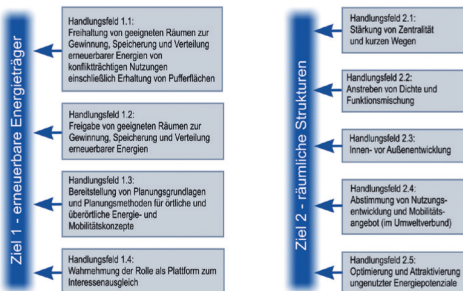 Ziel 1 - erneuerbare Energieträger
Handlungsfeld 1.1:
Freihaltung von geeigneten Räumen zur
Gewinnung, Speicherung und Verteilung
erneuerbarer Energien von
konfliktträchtigen Nutzungen
einschließlich Erhaltung von Pufferflächen
Handlungsfeld 1.2:
Freigabe von geeigneten Räumen zur
Gewinnung, Speicherung und Verteilung
erneuerbarer Energien
Handlungsfeld 1.3:
Bereitstellung von Planungsgrundlagen
und Planungsmethoden für örtliche und
überörtliche Energie- und
Mobilitätskonzepte
Handlungsfeld 1.4:
Wahrnehmung der Rolle als Plattform zum
Interessenausgleich
Ziel 2 - räumliche Strukturen
Handlungsfeld 2.1:
Stärkung von Zentralität
und kurzen Wegen
Handlungsfeld 2.2:
Anstreben von Dichte und
Funktionsmischung
Handlungsfeld 2.3:
Innen- vor Außenentwicklung
Handlungsfeld 2.4:
Abstimmung von Nutzungs-
entwicklung und Mobilitäts-
angebot (im Umweltverbund)
Handlungsfeld 2.5:
Optimierung und Attraktivierung
ungenutzter Energiepotenziale